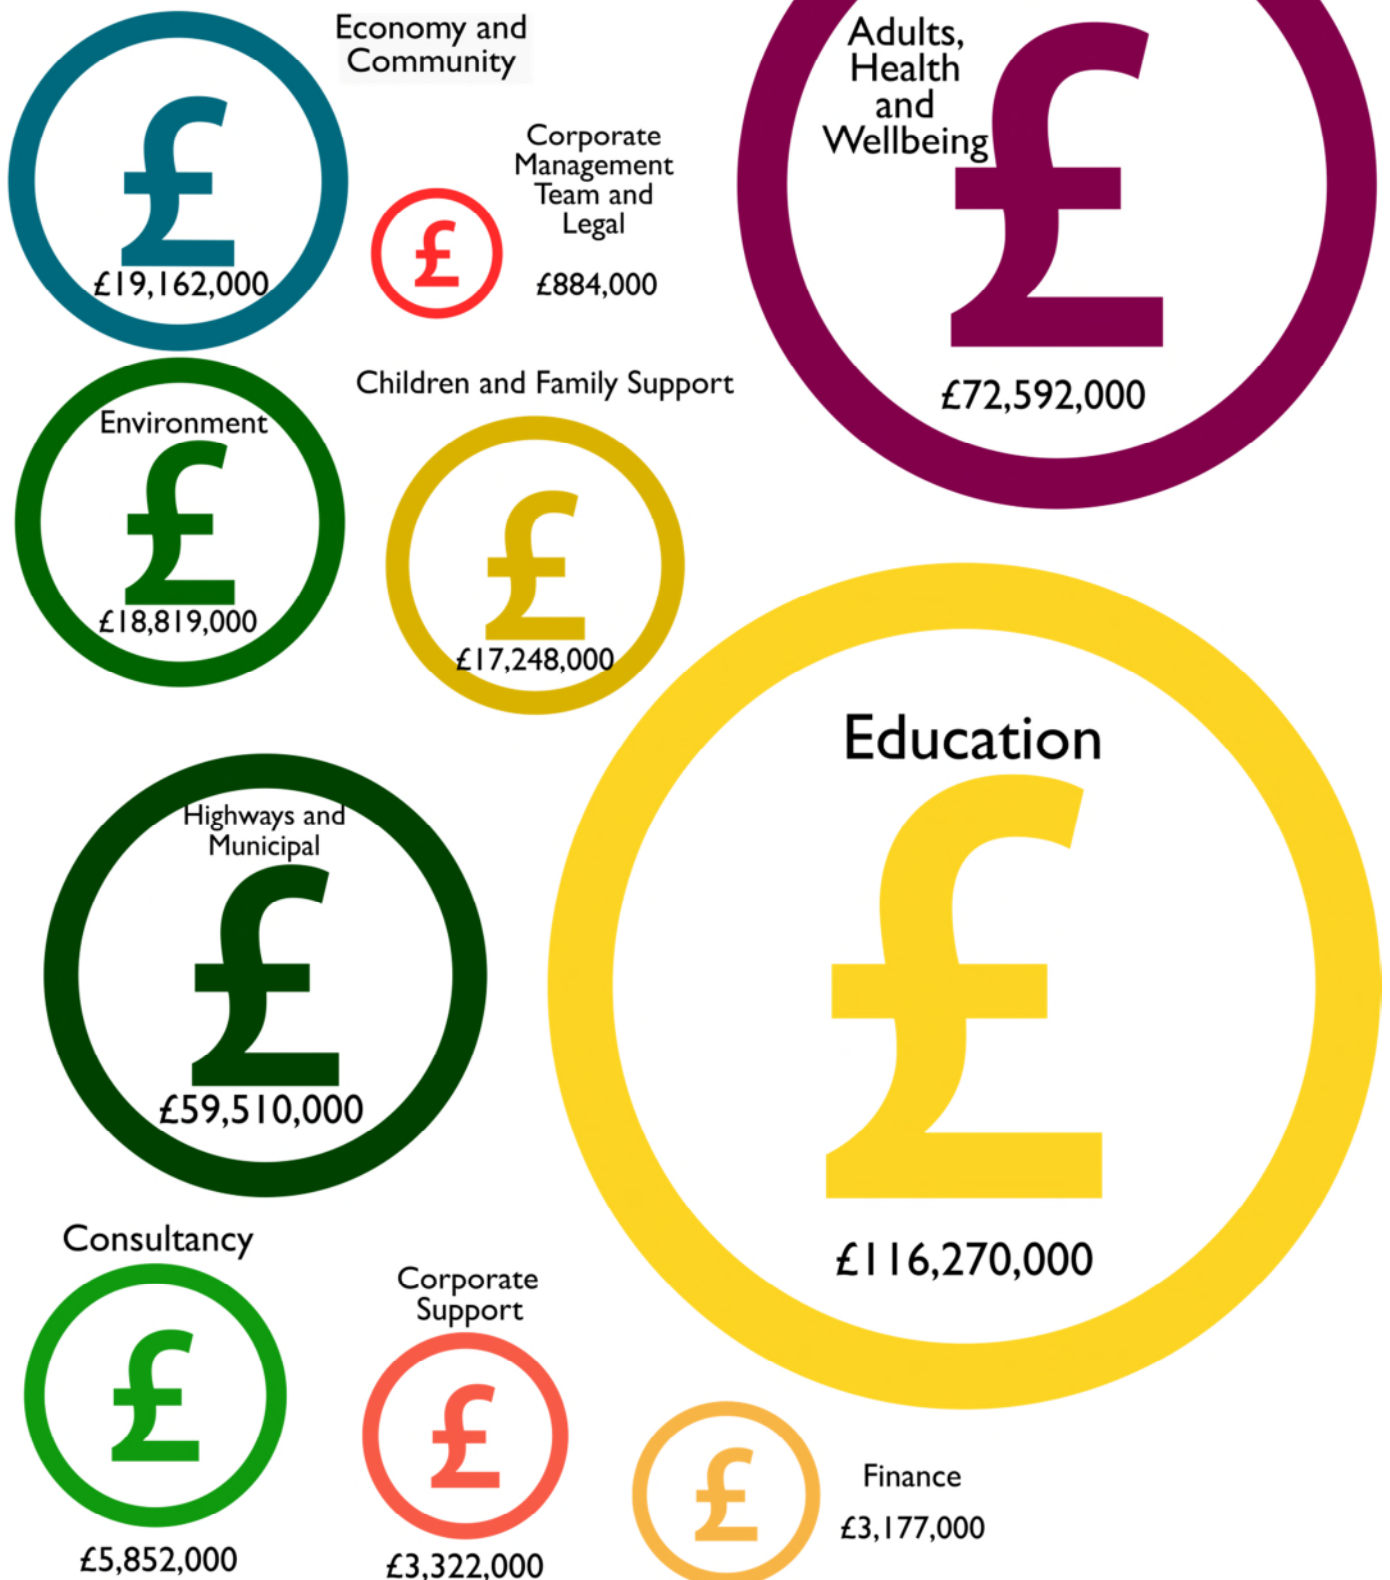 Economy and
Community
£
£19,162,000
Corporate
Management
Team and
Legal
£
£884,000
Adults,
Health
and
Wellbeing
£
£72,592,000
Environment
£
£18,819,000
Children and Family Support
£
£17,248,000
Education
£
£116,270,000
Highways and
Municipal
£
£59,510,000
Consultancy
£
£5,852,000
Corporate
Support
£
£3,322,000
£
Finance
£3,177,000